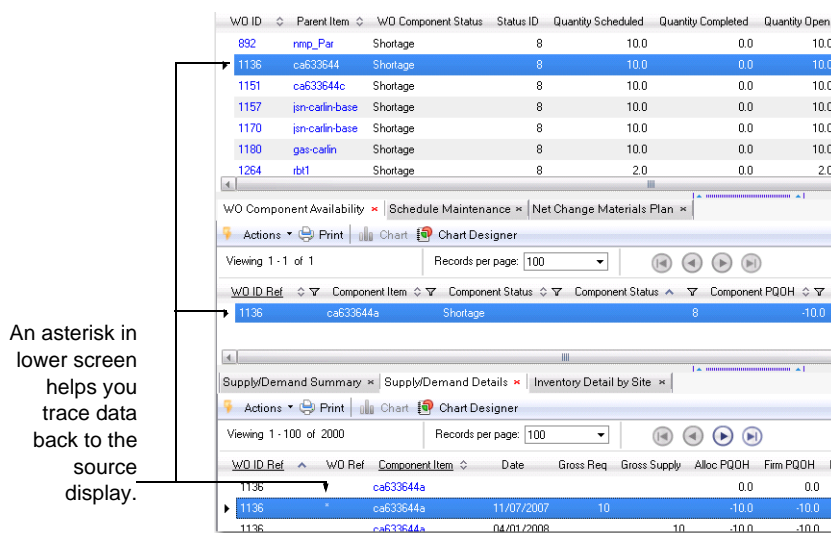 WO ID Parent Item WO Component Status Status ID Quantity Scheduled Quantity Completed Quantity Open
892 nmp_Par Shortage 8 10.0 0.0 10.0
1136 ca633644 Shortage 8 10.0 0.0 10.0
1151 ca633644c Shortage 8 10.0 0.0 10.0
1157 jsn-carlin-base Shortage 8 10.0 0.0 10.0
1170 jsn-carlin-base Shortage 8 10.0 0.0 10.0
1180 gas-carlin Shortage 8 10.0 0.0 10.0
1264 rbt1 Shortage 8 2.0 0.0 2.0
WO Component Availability × Schedule Maintenance × Net Change Materials Plan ×
Actions Print Chart Chart Designer
Viewing 1 - 1 of 1 Records per page: 100
WO ID Ref Component Item Component Status Component Status Component PQOH
1136 ca633644a Shortage 8 -10.0
An asterisk in
lower screen
helps you
trace data
back to the
source
display.
Supply/Demand Summary × Supply/Demand Details × Inventory Detail by Site ×
Actions Print Chart Chart Designer
Viewing 1 - 100 of 2000 Records per page: 100
WO ID Ref WO Ref Component Item Date Gross Req Gross Supply Alloc PQOH Firm PQOH
1136 ca633644a 0.0 0.0
1136 * ca633644a 11/07/2007 10 -10.0 -10.0
1136 ca633644a 04/01/2008 10 -10.0 -10.0